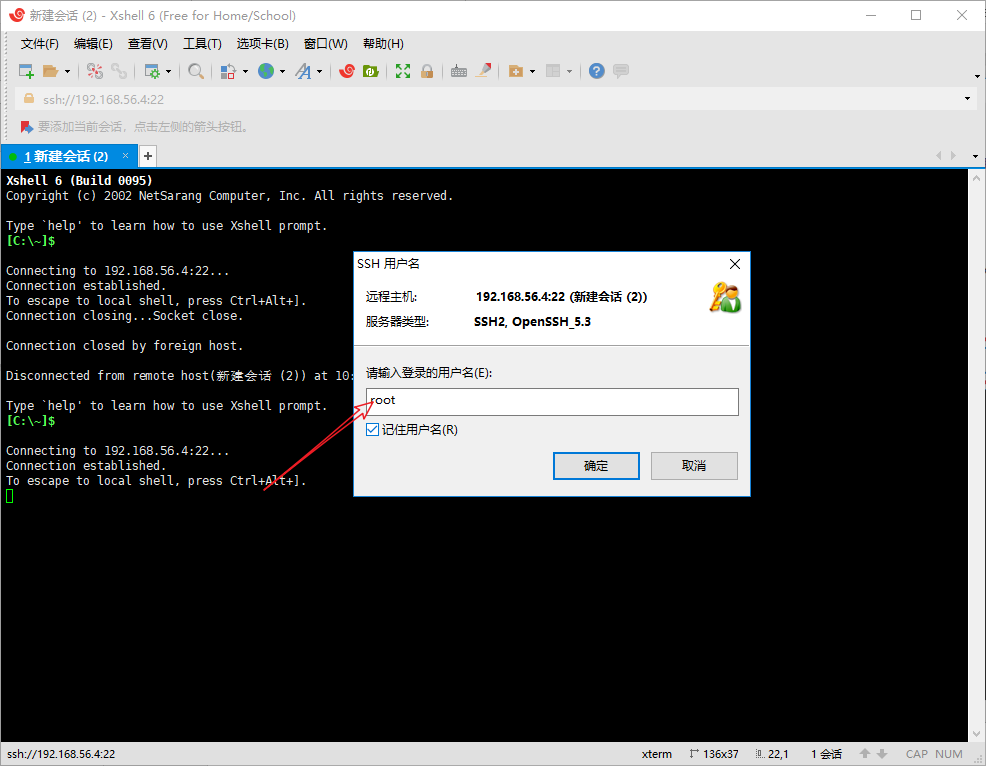 新建会话 (2) - Xshell 6 (Free for Home/School)
文件(F) 编辑(E) 查看(V) 工具(T) 选项卡(B) 窗口(W) 帮助(H)
ssh://192.168.56.4:22
要添加当前会话，点击左侧的箭头按钮。
1 新建会话 (2) × +
Xshell 6 (Build 0095)
Copyright (c) 2002 NetSarang Computer, Inc. All rights reserved.
Type `help' to learn how to use Xshell prompt.
[C:\~]$
Connecting to 192.168.56.4:22...
Connection established.
To escape to local shell, press Ctrl+Alt+].
Connection closing...Socket close.
Connection closed by foreign host.
Disconnected from remote host(新建会话 (2)) at 10:
Type `help' to learn how to use Xshell prompt.
[C:\~]$
Connecting to 192.168.56.4:22...
Connection established.
To escape to local shell, press Ctrl+Alt+].
SSH 用户名
远程主机: 192.168.56.4:22 (新建会话 (2))
服务器类型: SSH2, OpenSSH_5.3
请输入登录的用户名(E):
root
记住用户名(R)
确定 取消
ssh://192.168.56.4:22 xterm 136x37 22,1 1 会话 CAP NUM